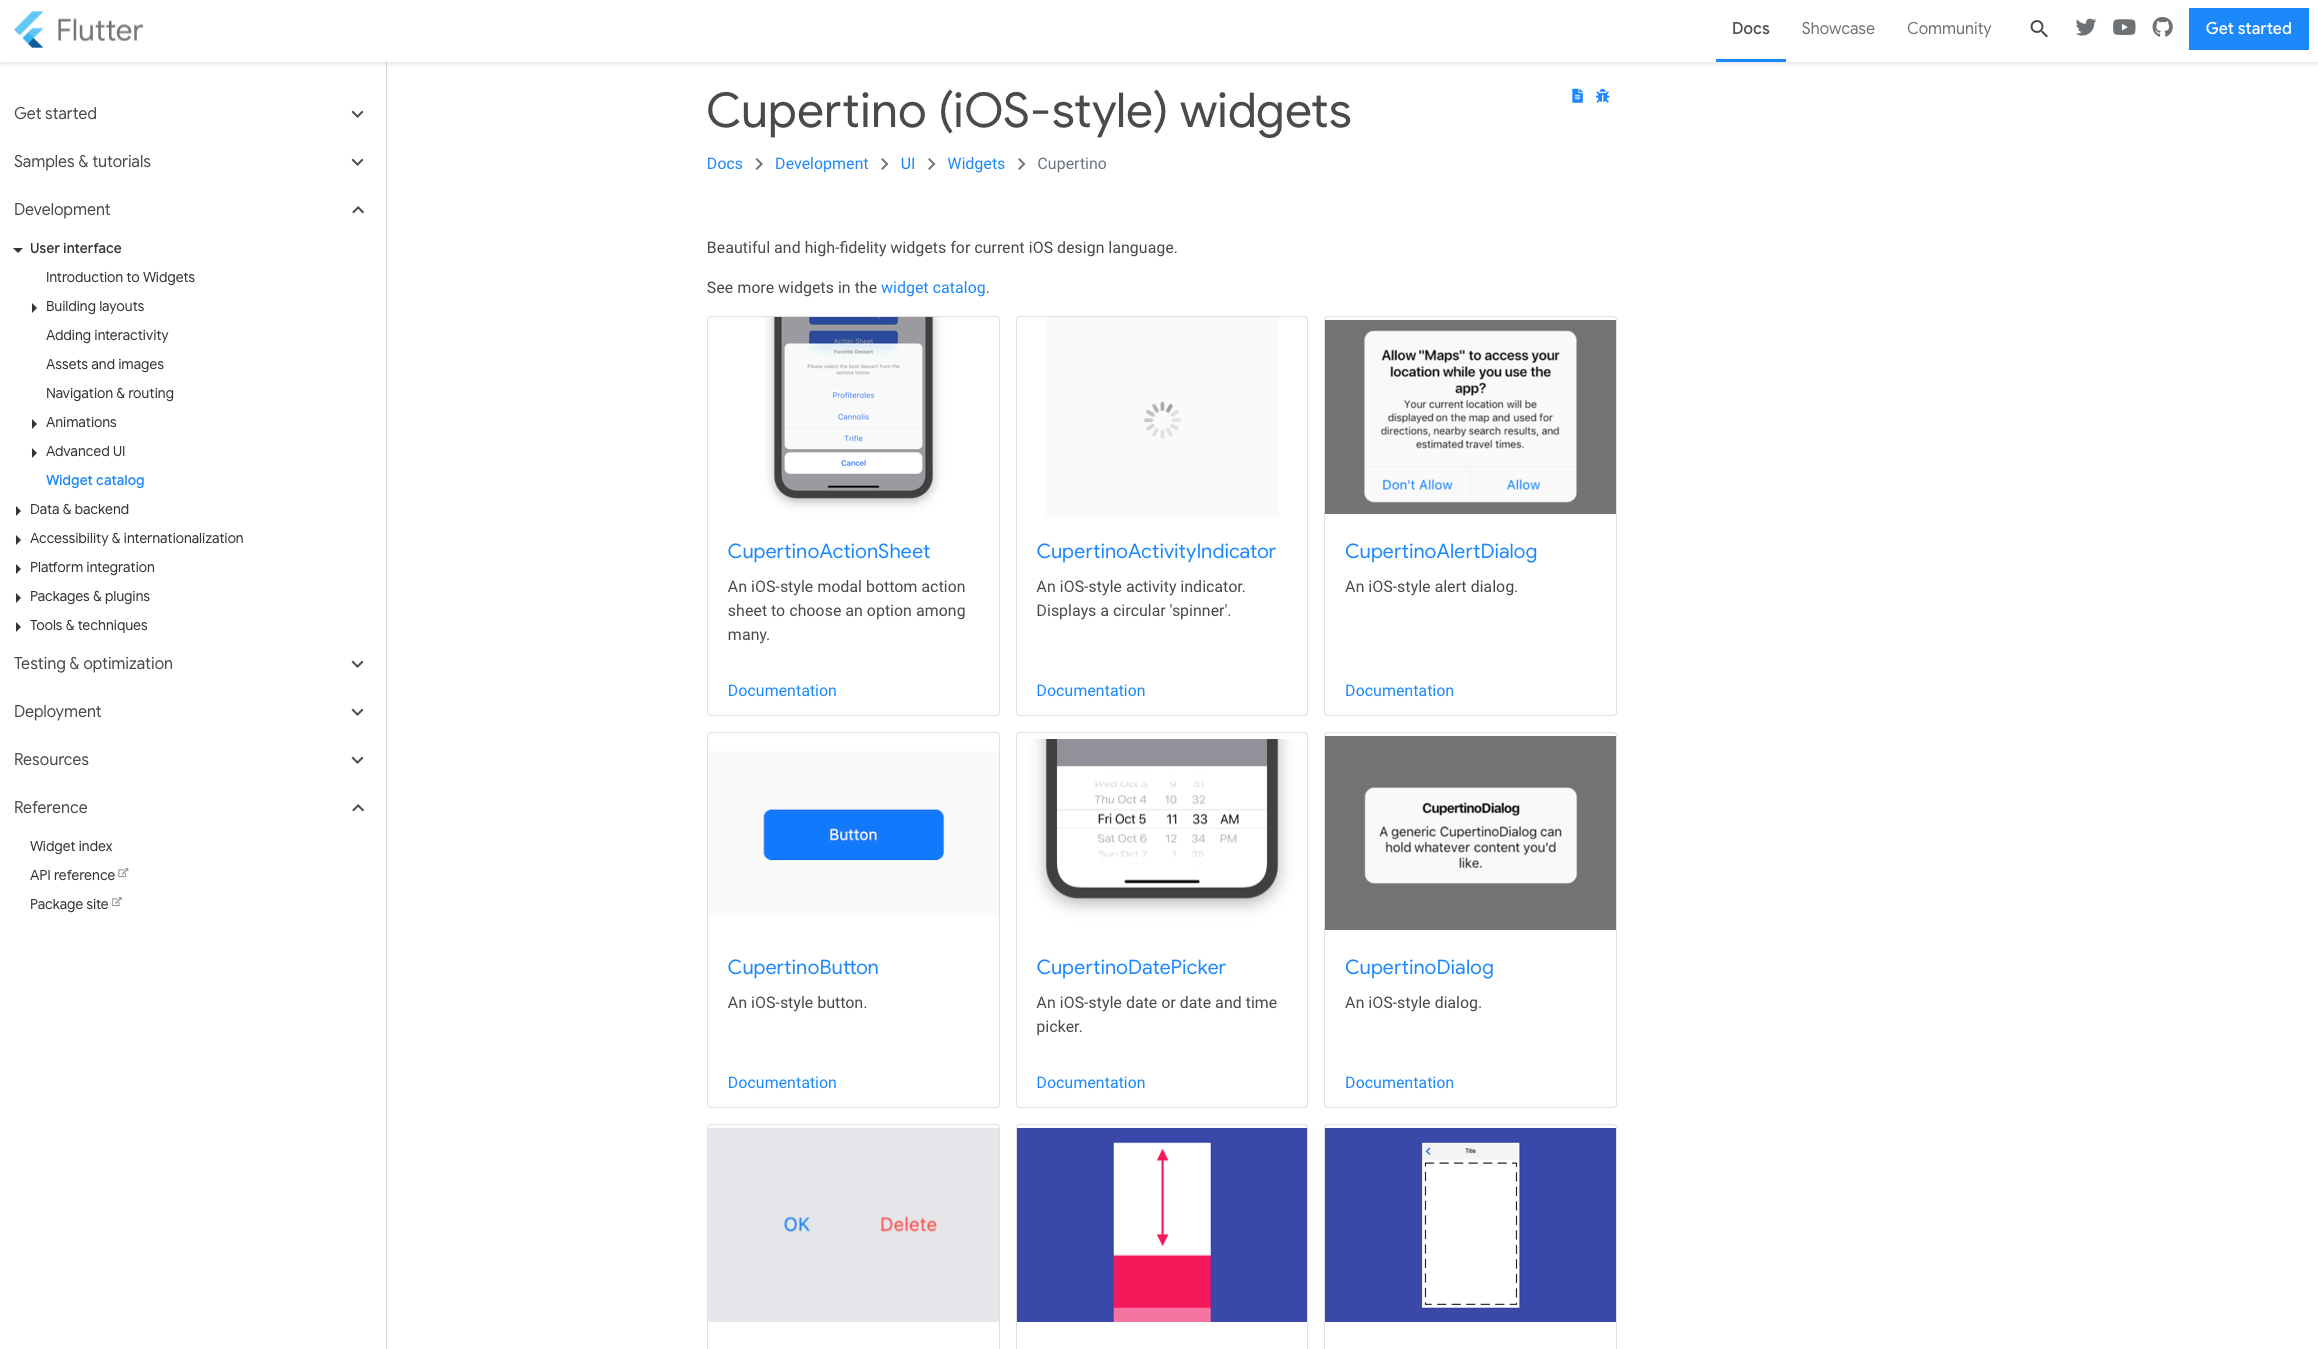 Flutter
Docs
Showcase
Community
Get started
Get started
Samples & tutorials
Development
User interface
Introduction to Widgets
Building layouts
Adding interactivity
Assets and images
Navigation & routing
Animations
Advanced UI
Widget catalog
Data & backend
Accessibility & internationalization
Platform integration
Packages & plugins
Tools & techniques
Testing & optimization
Deployment
Resources
Reference
Widget index
API reference
Package site
Cupertino (iOS-style) widgets
Docs > Development > UI > Widgets > Cupertino
Beautiful and high-fidelity widgets for current iOS design language.
See more widgets in the widget catalog.
Action Sheet
Favorite Dessert
Please select the best dessert from the
options below.
Profiteroles
Cannolis
Trifle
Cancel
CupertinoActionSheet
An iOS-style modal bottom action
sheet to choose an option among
many.
Documentation
CupertinoActivityIndicator
An iOS-style activity indicator.
Displays a circular 'spinner'.
Documentation
Allow "Maps" to access your
location while you use the
app?
Your current location will be
displayed on the map and used for
directions, nearby search results, and
estimated travel times.
Don't Allow
Allow
CupertinoAlertDialog
An iOS-style alert dialog.
Documentation
Button
CupertinoButton
An iOS-style button.
Documentation
Wed Oct 3 9 31
Thu Oct 4 10 32
Fri Oct 5 11 33 AM
Sat Oct 6 12 34 PM
Sun Oct 7 1 35
CupertinoDatePicker
An iOS-style date or date and time
picker.
Documentation
CupertinoDialog
A generic CupertinoDialog can
hold whatever content you'd
like.
CupertinoDialog
An iOS-style dialog.
Documentation
OK
Delete
Title